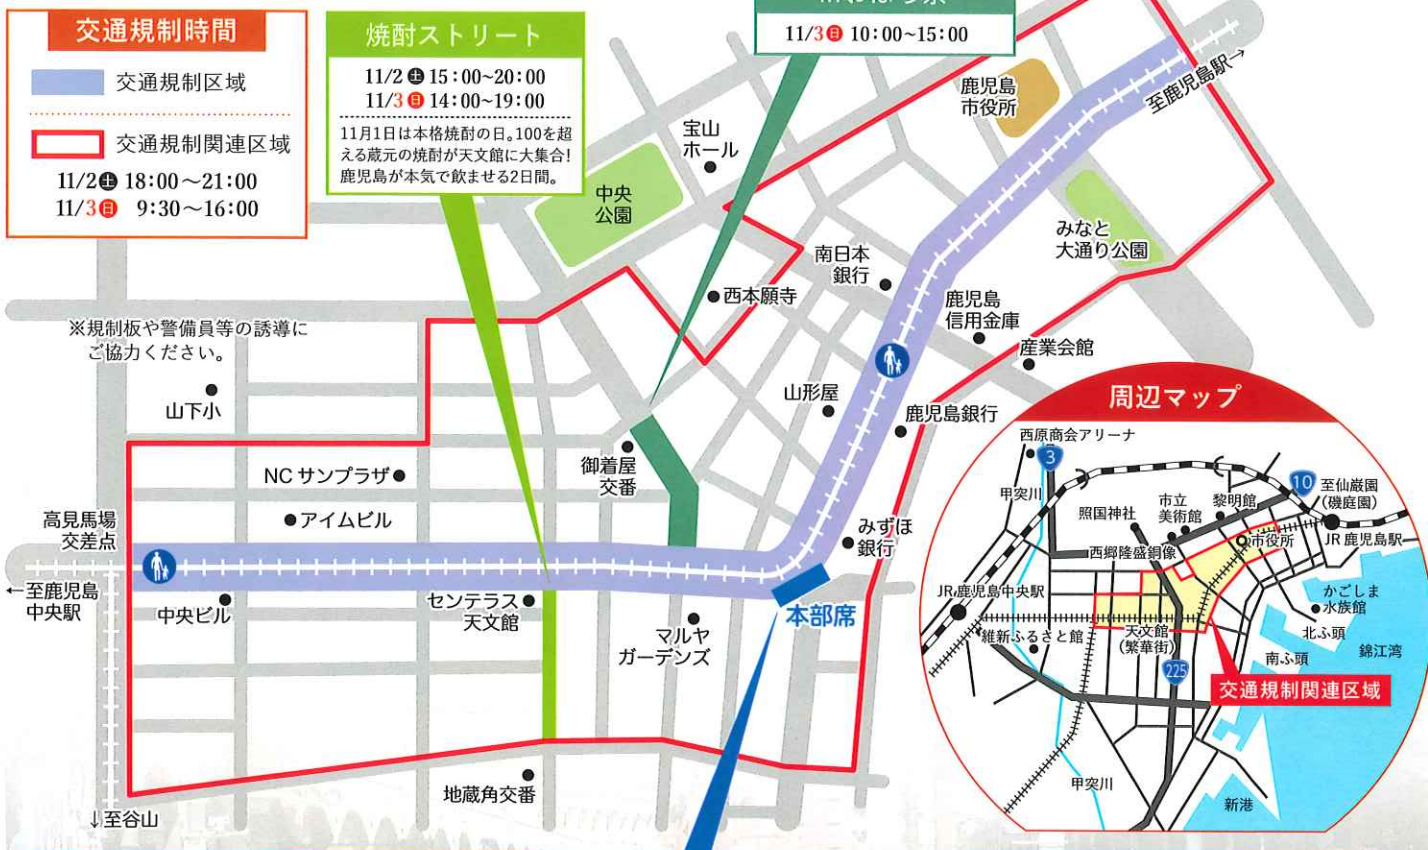 交通規制時間
交通規制区域
交通規制関連区域
11/2土 18:00～21:00
11/3日 9:30～16:00
焼酎ストリート
11/2土 15:00~20:00
11/3日 14:00~19:00
11月1日は本格焼酎の日。100を超
える蔵元の焼酎が天文館に大集合!
鹿児島が本気で飲ませる2日間。
11/3日 10:00~15:00
※規制板や警備員等の誘導に
ご協力ください。
宝山
ホール
中央
公園
鹿児島
市役所
至鹿児島駅→
みなと
大通り公園
南日本
銀行
西本願寺
鹿児島
信用金庫
産業会館
山形屋
鹿児島銀行
山下小
御着屋
交番
NCサンプラザ
アイムビル
高見馬場
交差点
みずほ
銀行
←至鹿児島
中央駅
中央ビル
センテラス
天文館
マルヤ
ガーデンズ
本部席
地蔵角交番
↓至谷山
周辺マップ
西原商会アリーナ
3
甲突川
10
至仙巌園
(磯庭園)
市立
美術館
黎明館
照国神社
市役所
JR鹿児島駅
西郷隆盛銅像
JR鹿児島中央駅
かごしま
水族館
維新ふるさと館
天文館
(繁華街)
北ふ頭
南ふ頭
錦江湾
225
交通規制関連区域
甲突川
新港